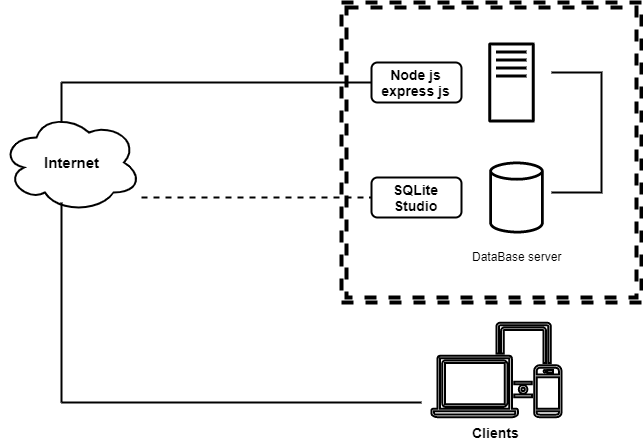 Node js
express js
Internet
SQLite
Studio
DataBase server
Clients